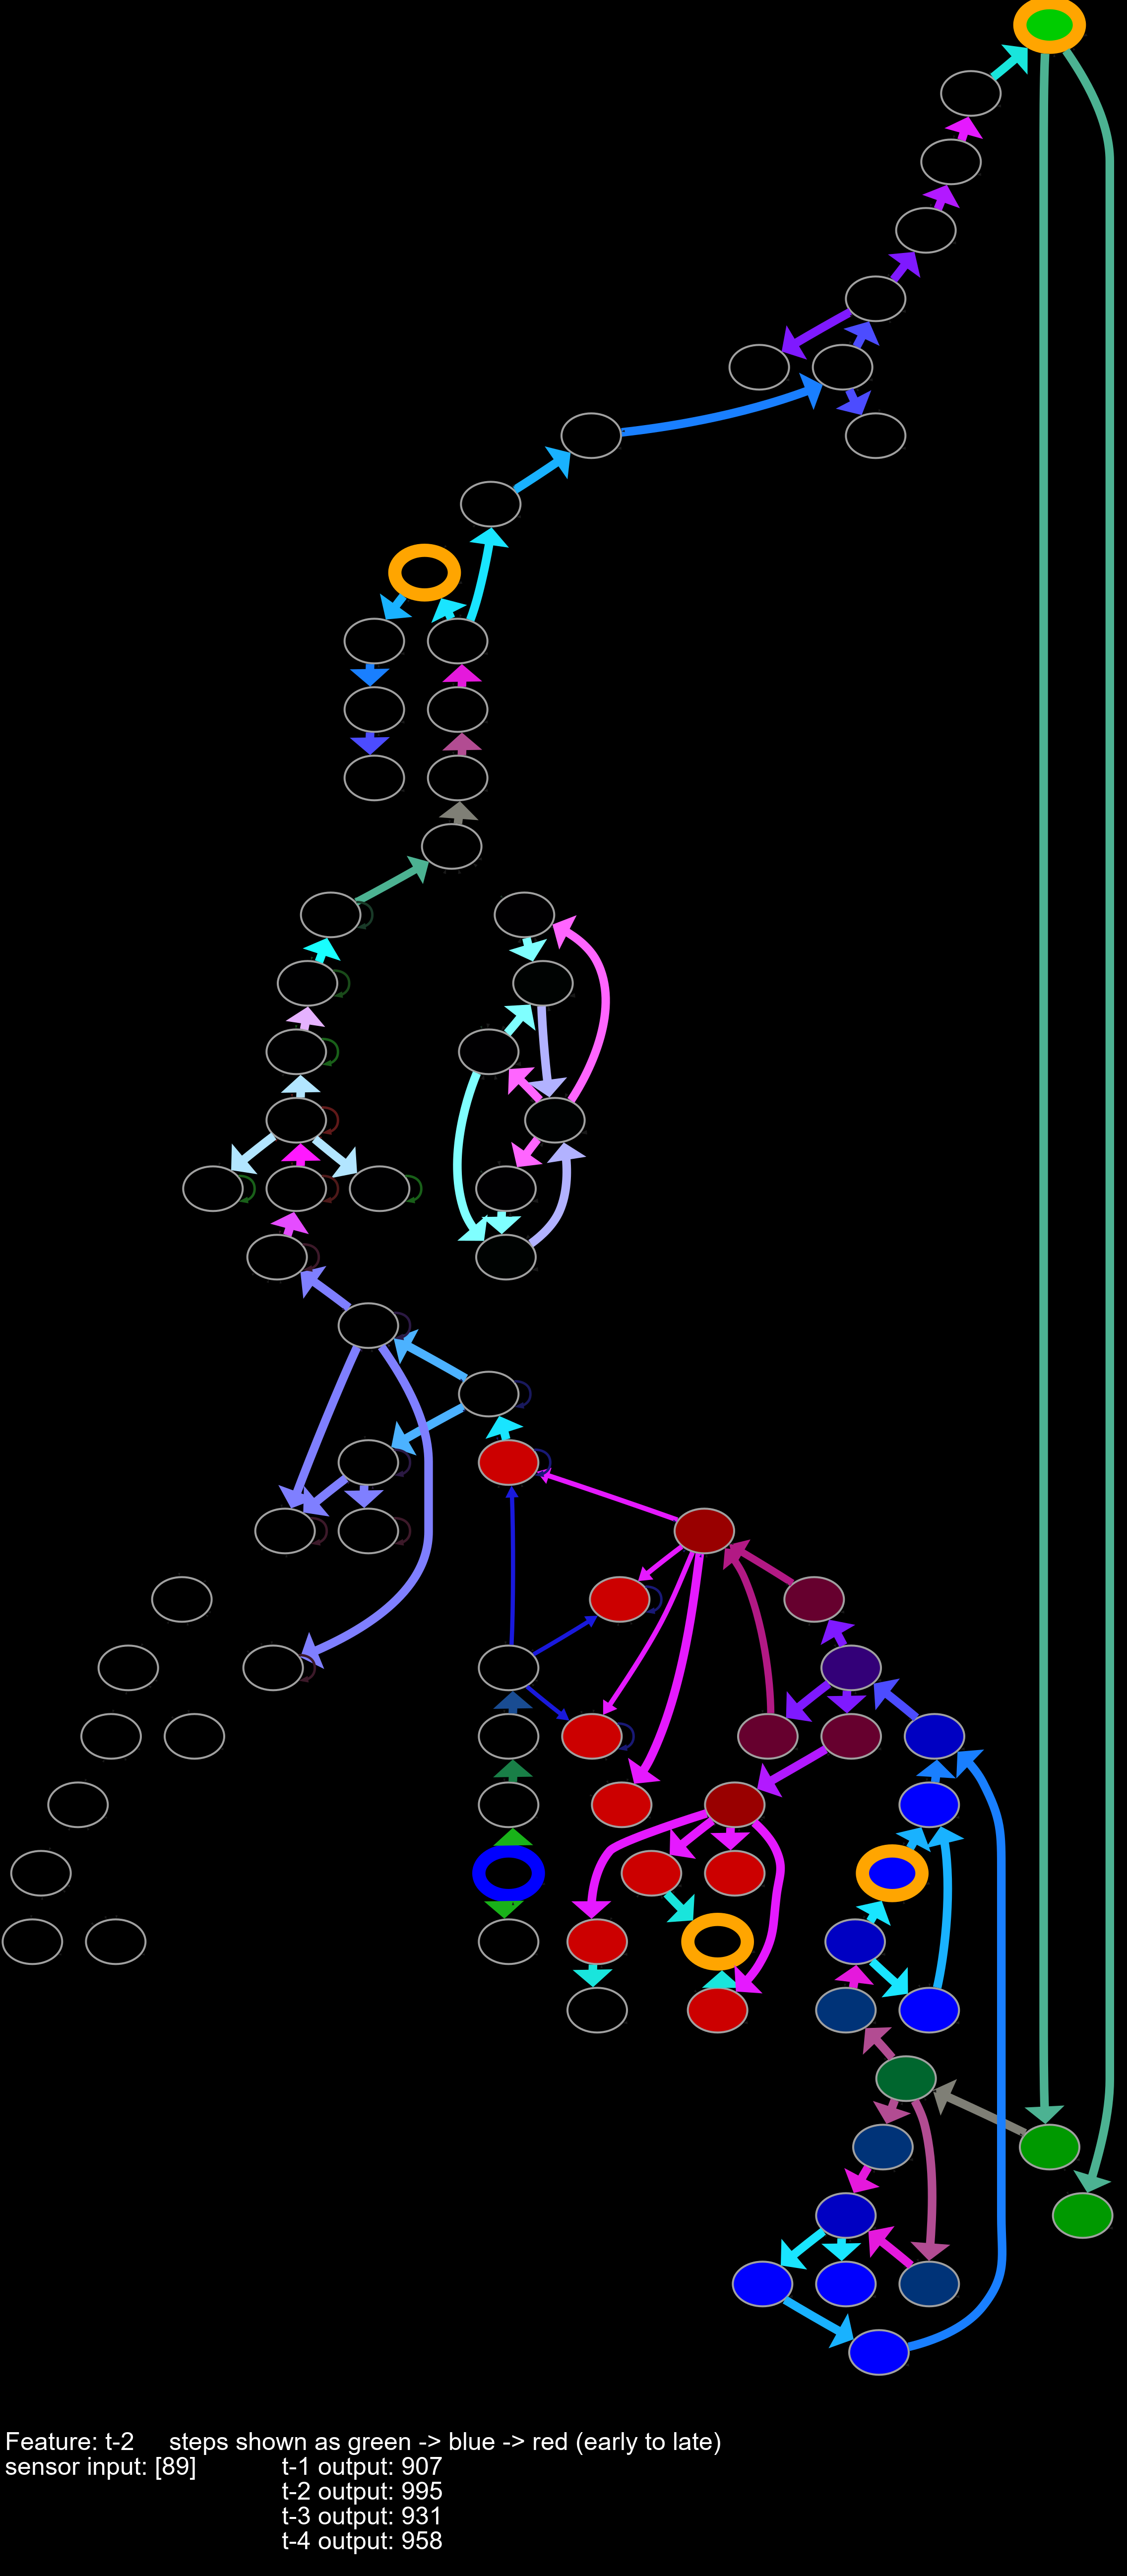 Feature: t-2 steps shown as green -> blue -> red (early to late)
sensor input: [89] t-1 output: 907
t-2 output: 995
t-3 output: 931
t-4 output: 958